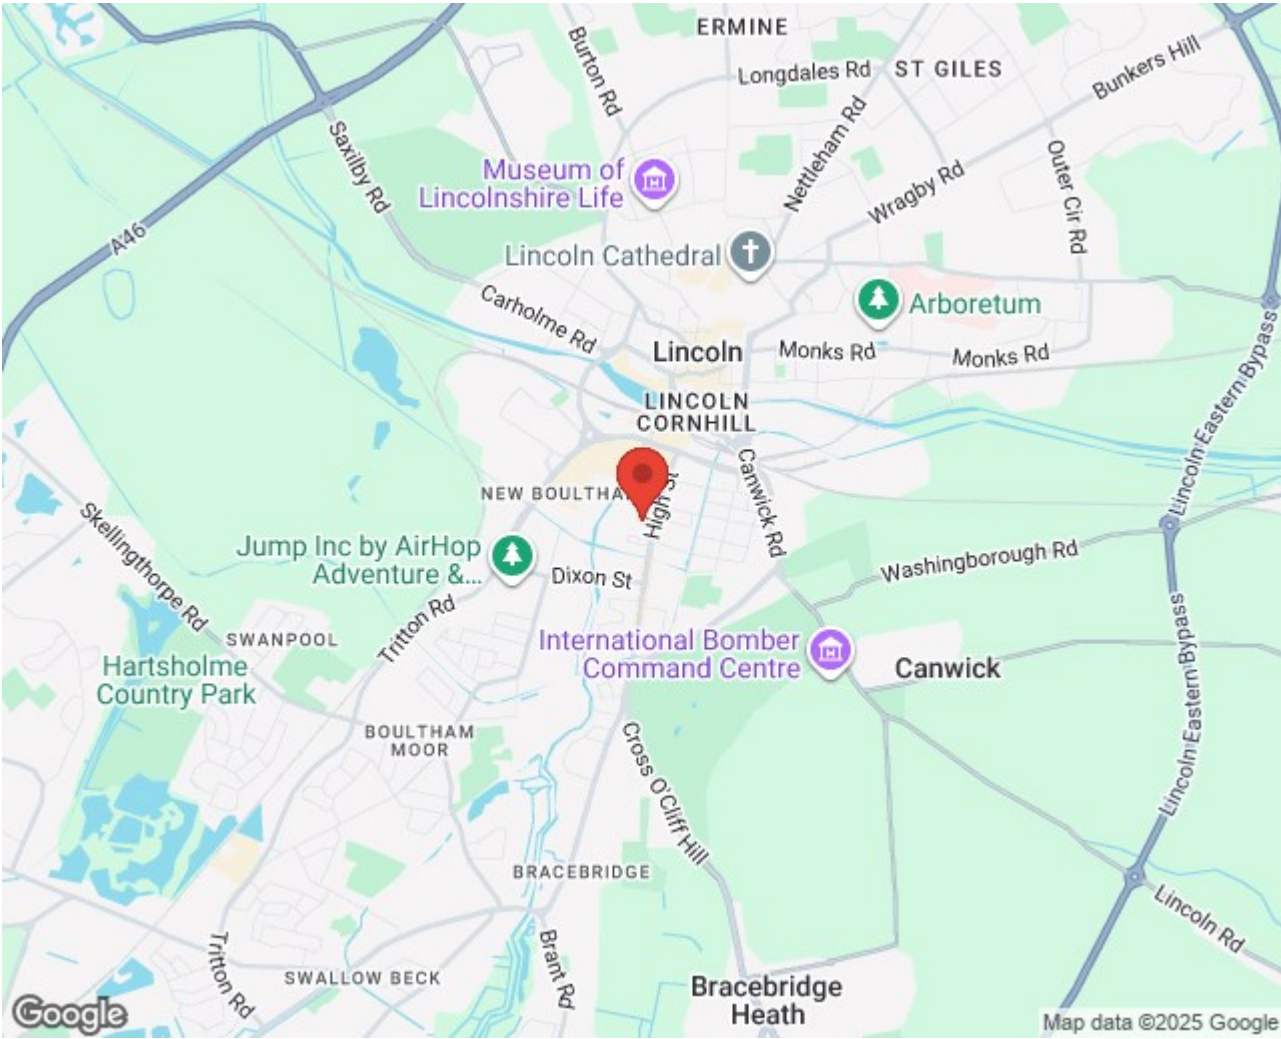 ERMINE
Burton Rd
Longdales Rd
ST GILES
Bunkers Hill
Saxilby Rd
Museum of
Lincolnshire Life
Nettleham Rd
Outer Cir Rd
Wragby Rd
A46
Lincoln Cathedral
Carholme Rd
Arboretum
Lincoln
Monks Rd
Monks Rd
Lincoln Eastern Bypass
LINCOLN
CORNHILL
NEW BOULTHA
High St
Canwick Rd
Skellingthorpe Rd
Jump Inc by AirHop
Adventure &...
Dixon St
Washingborough Rd
Tritton Rd
SWANPOOL
Hartsholme
Country Park
International Bomber
Command Centre
Canwick
Lincoln Eastern Bypass
BOULTHAM
MOOR
Cross O'Cliff Hill
BRACEBRIDGE
Lincoln Rd
Tritton Rd
SWALLOW BECK
Brant Rd
Bracebridge
Heath
Google
Map data ©2025 Google